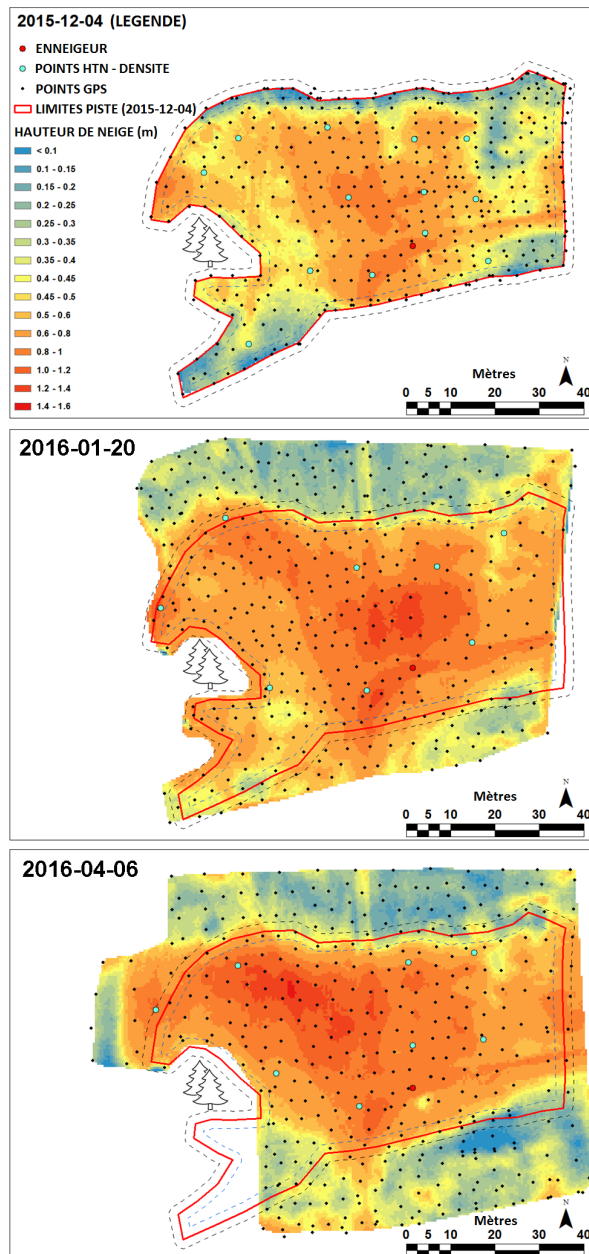 2015-12-04 (LEGENDE)
ENNEIGEUR
POINTS HTN - DENSITE
POINTS GPS
LIMITES PISTE (2015-12-04)
HAUTEUR DE NEIGE (m)
< 0.1
0.1 - 0.15
0.15 - 0.2
0.2 - 0.25
0.25 - 0.3
0.3 - 0.35
0.35 - 0.4
0.4 - 0.45
0.45 - 0.5
0.5 - 0.6
0.6 - 0.8
0.8 - 1
1.0 - 1.2
1.2 - 1.4
1.4 - 1.6
Mètres
N
0 5 10 20 30 40
2016-01-20
Mètres
N
0 5 10 20 30 40
2016-04-06
Mètres
N
0 5 10 20 30 40